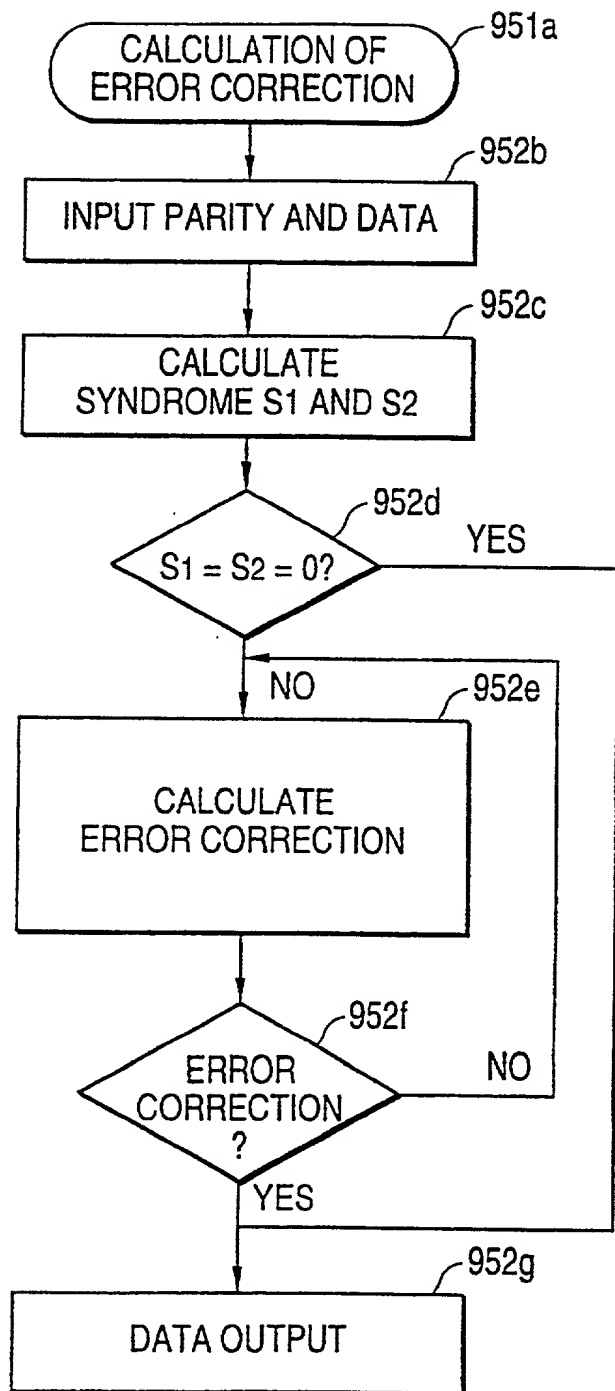 951a
CALCULATION OF
ERROR CORRECTION
952b
INPUT PARITY AND DATA
952c
CALCULATE
SYNDROME S1 AND S2
952d
S1 = S2 = 0?
YES
NO
952e
CALCULATE
ERROR CORRECTION
952f
ERROR
CORRECTION
?
NO
YES
952g
DATA OUTPUT